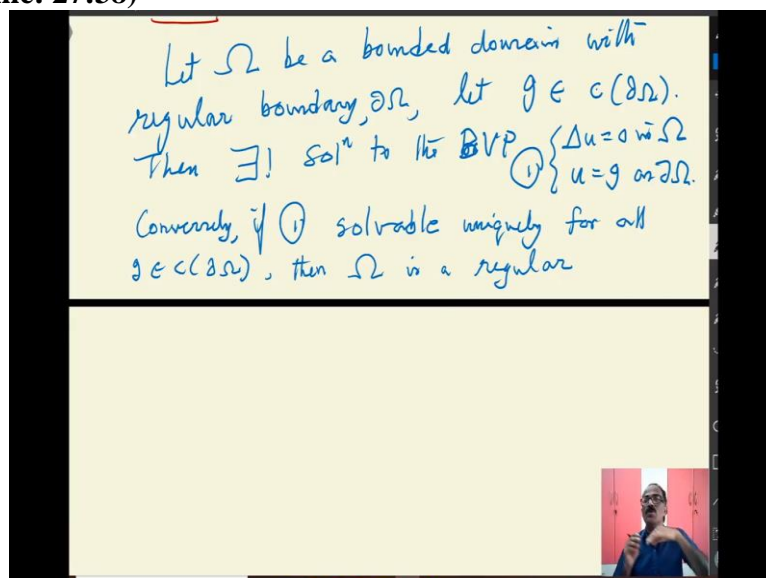 Let Ω be a bounded domain with
regular boundary, ∂Ω, let g ∈ C(∂Ω).
Then ∃! solⁿ to the BVP ① { Δu = 0 in Ω
u = g on ∂Ω.
Conversely, if ① solvable uniquely for all
g ∈ C(∂Ω), then Ω is a regular